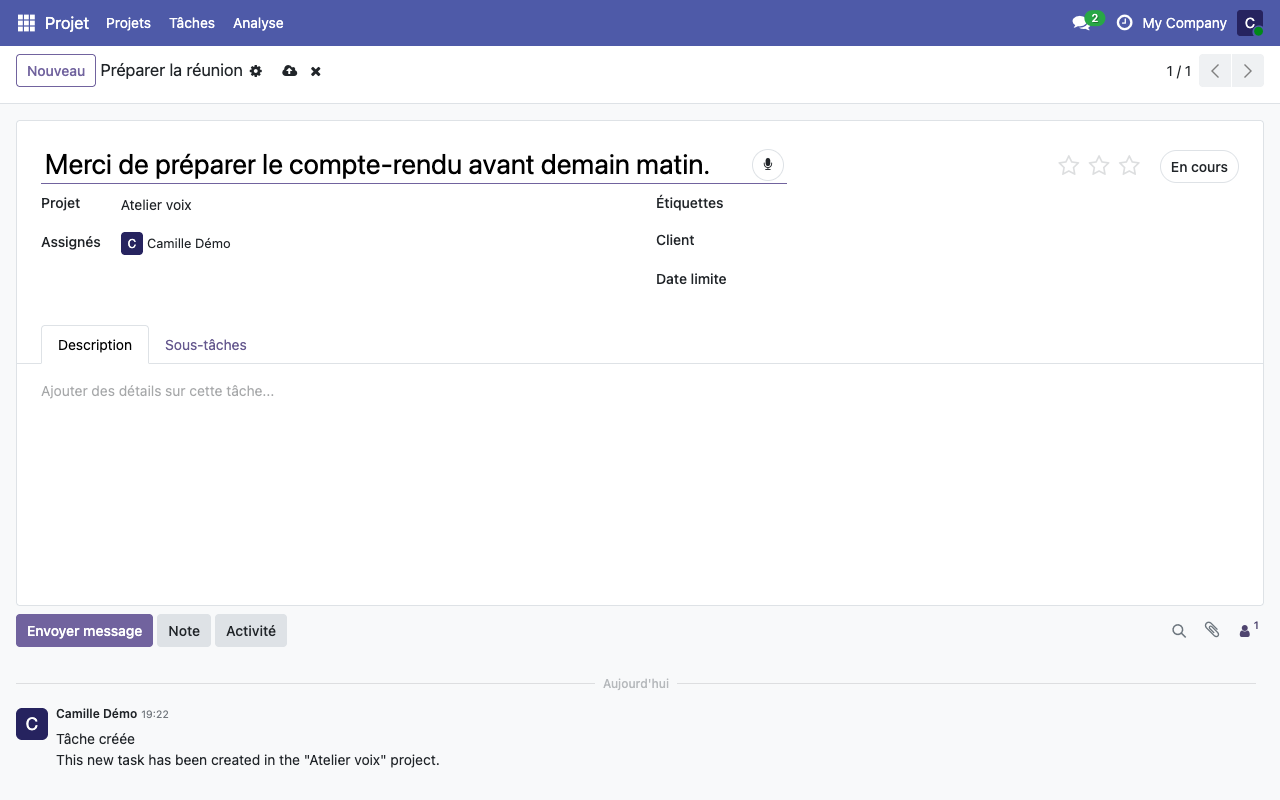 Projet Projets Tâches Analyse 2 My Company C
Nouveau Préparer la réunion 1 / 1
Merci de préparer le compte-rendu avant demain matin. En cours
Projet Atelier voix Étiquettes
Assignés C Camille Démo Client
Date limite
Description Sous-tâches
Ajouter des détails sur cette tâche...
Envoyer message Note Activité 1
Aujourd'hui
C Camille Démo 19:22
Tâche créée
This new task has been created in the "Atelier voix" project.